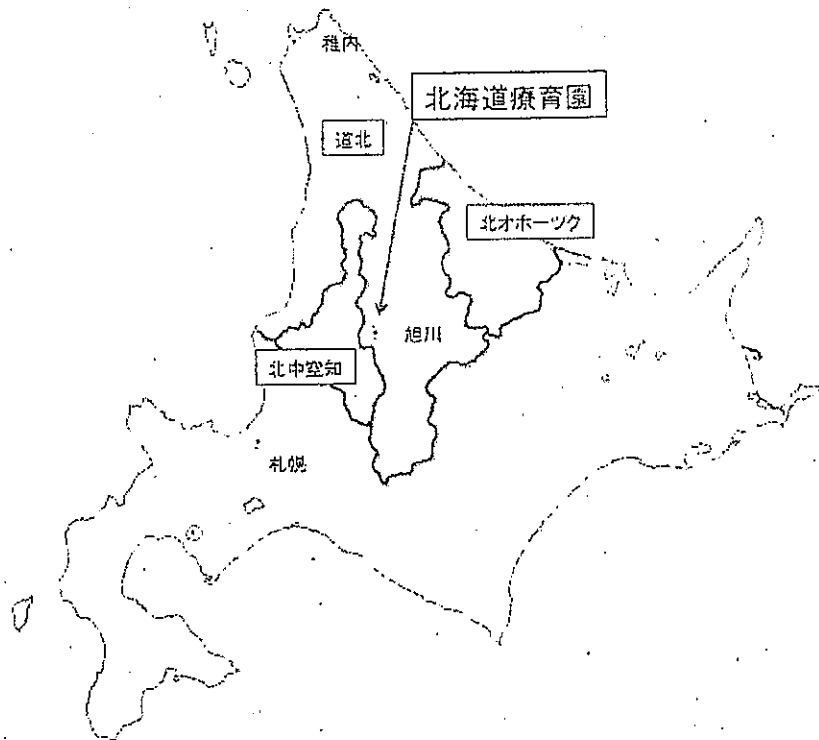 稚内
北海道療育園
道北
北オホーツク
旭川
北中空知
札幌